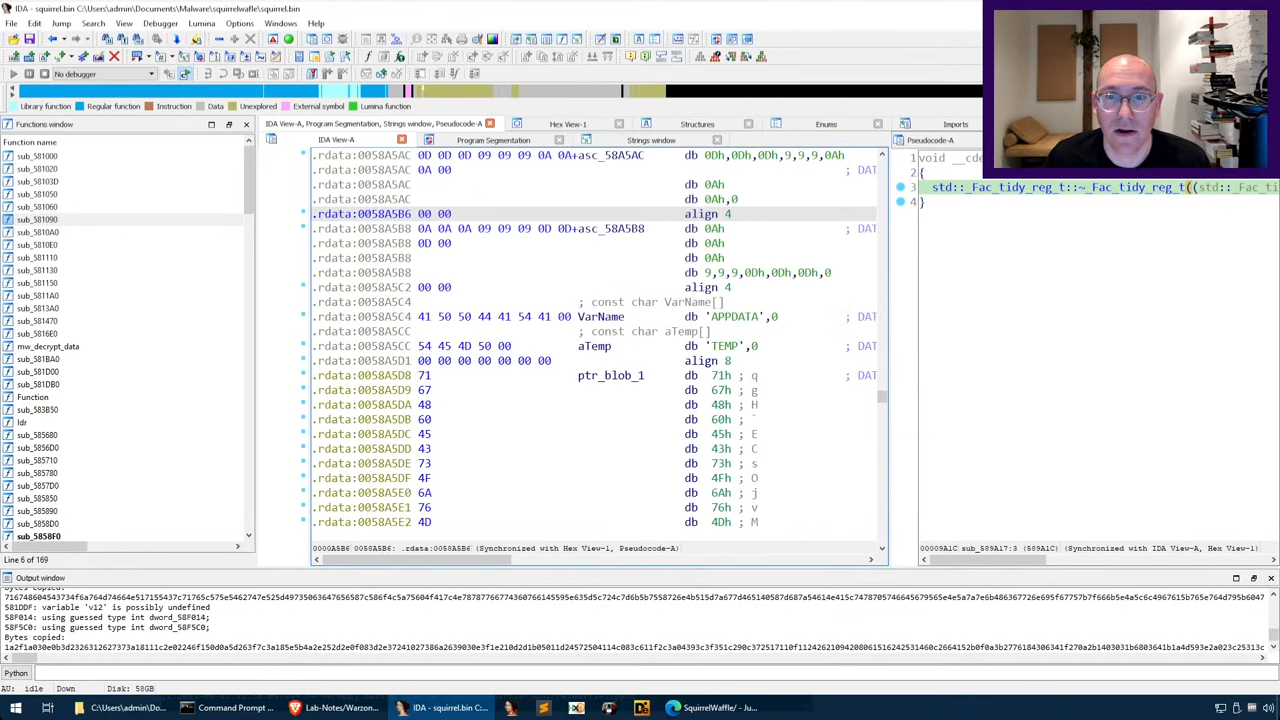 IDA - squirrel.bin C:\Users\admin\Documents\Malware\squirrelwaffle\squirrel.bin
File Edit Jump Search View Debugger Lumina Options Windows Help
No debugger
Library function Regular function Instruction Data Unexplored External symbol Lumina function
Functions window
IDA View-A, Program Segmentation, Strings window, Pseudocode-A Hex View-1 Structures Enums Imports
IDA View-A Program Segmentation Strings window Pseudocode-A
Function name
sub_581000
sub_581020
sub_58103D
sub_581050
sub_581060
sub_581090
sub_5810A0
sub_5810E0
sub_581110
sub_581130
sub_581150
sub_5811A0
sub_5813A0
sub_581470
sub_5816E0
mw_decrypt_data
sub_581BA0
sub_581D00
sub_581DB0
Function
sub_583B50
ldr
sub_585680
sub_5856D0
sub_585710
sub_585780
sub_5857D0
sub_585850
sub_585890
sub_5858D0
sub_5858F0
Line 6 of 169
.rdata:0058A5AC 0D 0D 0D 09 09 09 0A 0A+asc_58A5AC db 0Dh,0Dh,0Dh,9,9,9,0Ah
.rdata:0058A5AC 0A 00 ; DAT
.rdata:0058A5AC db 0Ah
.rdata:0058A5AC db 0Ah,0
.rdata:0058A5B6 00 00 align 4
.rdata:0058A5B8 0A 0A 0A 09 09 09 0D 0D+asc_58A5B8 db 0Ah ; DAT
.rdata:0058A5B8 0D 00 db 0Ah
.rdata:0058A5B8 db 0Ah
.rdata:0058A5B8 db 9,9,9,0Dh,0Dh,0Dh,0
.rdata:0058A5C2 00 00 align 4
.rdata:0058A5C4 ; const char VarName[]
.rdata:0058A5C4 41 50 50 44 41 54 41 00 VarName db 'APPDATA',0 ; DAT
.rdata:0058A5CC ; const char aTemp[]
.rdata:0058A5CC 54 45 4D 50 00 aTemp db 'TEMP',0 ; DAT
.rdata:0058A5D1 00 00 00 00 00 00 00 align 8
.rdata:0058A5D8 71 ptr_blob_1 db 71h ; q ; DAT
.rdata:0058A5D9 67 db 67h ; g
.rdata:0058A5DA 48 db 48h ; H
.rdata:0058A5DB 60 db 60h ; `
.rdata:0058A5DC 45 db 45h ; E
.rdata:0058A5DD 43 db 43h ; C
.rdata:0058A5DE 73 db 73h ; s
.rdata:0058A5DF 4F db 4Fh ; O
.rdata:0058A5E0 6A db 6Ah ; j
.rdata:0058A5E1 76 db 76h ; v
.rdata:0058A5E2 4D db 4Dh ; M
0000A5B6 0058A5B6: .rdata:0058A5B6 (Synchronized with Hex View-1, Pseudocode-A)
1 void __cde
2 {
3 std::_Fac_tidy_reg_t::~_Fac_tidy_reg_t((std::_Fac_ti
4 }
00009A1C sub_589A17:3 (589A1C) (Synchronized with IDA View-A, Hex View-1)
Output window
581DDF: variable 'v12' is possibly undefined
58F014: using guessed type int dword_58F014;
58F5C0: using guessed type int dword_58F5C0;
Bytes copied:
Python
AU: idle Down Disk: 58GB
C:\Users\admin\Do... Command Prompt ... Lab-Notes/Warzon... IDA - squirrel.bin C:... SquirrelWaffle/ - Ju...